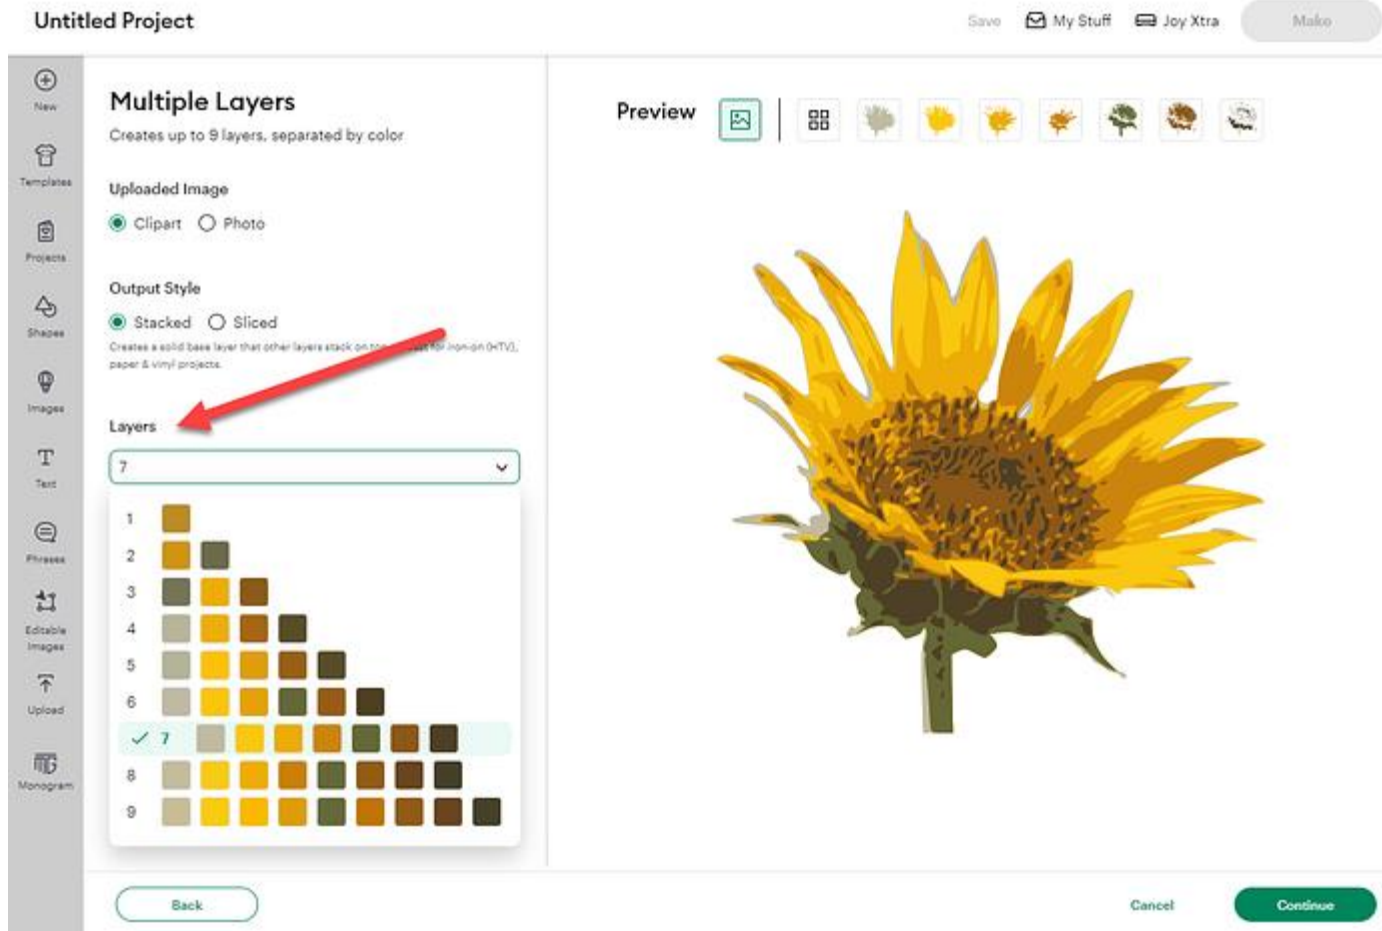 Untitled Project
Save
My Stuff
Joy Xtra
Make
New
Templates
Projects
Shapes
Images
Text
Phrases
Editable
Images
Upload
Monogram
Multiple Layers
Creates up to 9 layers, separated by color
Uploaded Image
Clipart
Photo
Output Style
Stacked
Sliced
Creates a solid base layer that other layers stack on for iron-on (HTV),
paper & vinyl projects.
Layers
7
1
2
3
4
5
6
7
8
9
Preview
Back
Cancel
Continue